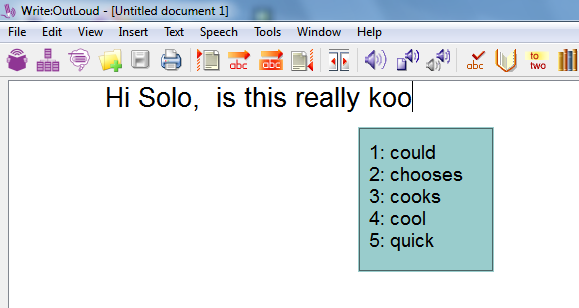 Write:OutLoud - [Untitled document 1]
File Edit View Insert Text Speech Tools Window Help
abc abc abc to two
Hi Solo,  is this really koo
1: could
2: chooses
3: cooks
4: cool
5: quick